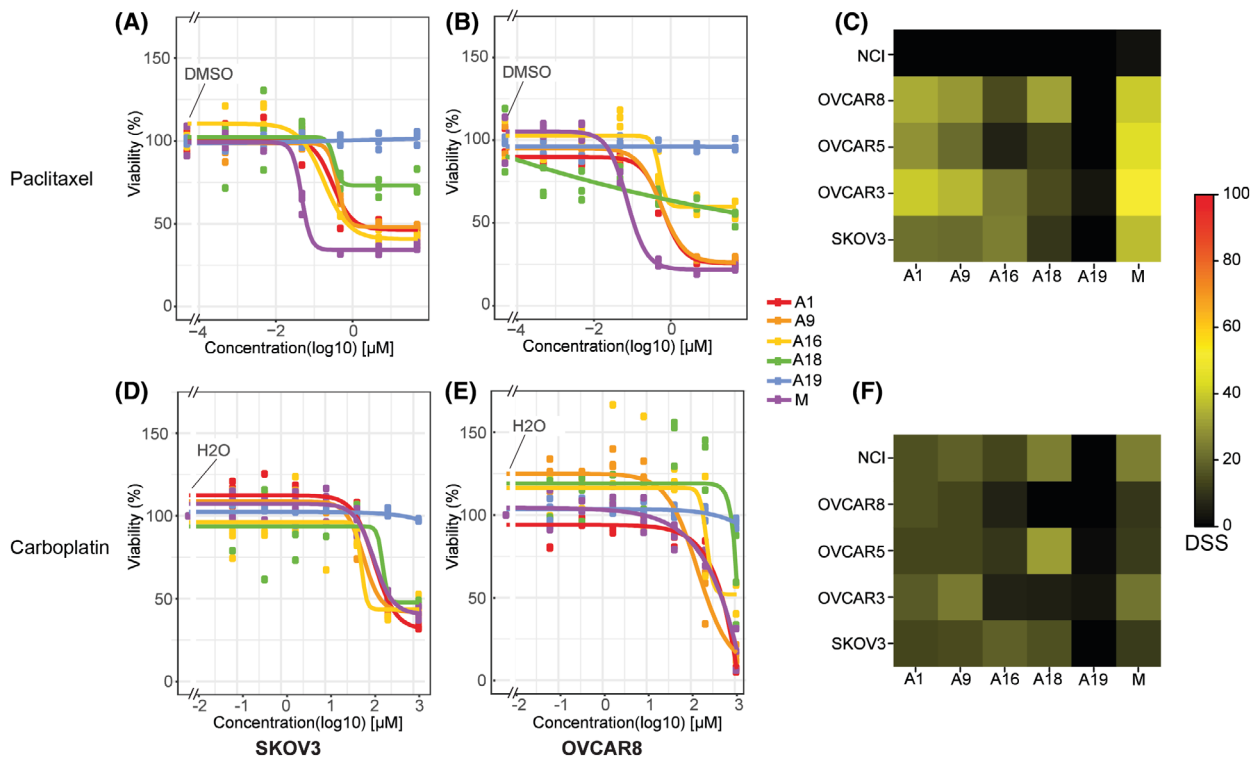 (A)
(B)
(C)
Paclitaxel
Viability (%)
150
100
50
0
DMSO
−4
−2
0
Concentration(log10) [µM]
Viability (%)
150
100
50
0
DMSO
−4
−2
0
Concentration(log10) [µM]
NCI
OVCAR8
OVCAR5
OVCAR3
SKOV3
A1 A9 A16 A18 A19 M
A1
A9
A16
A18
A19
M
100
80
60
40
20
0
DSS
(D)
(E)
(F)
Carboplatin
Viability (%)
150
100
50
0
H2O
-2 -1 0 1 2 3
Concentration(log10) [µM]
SKOV3
Viability (%)
150
100
50
0
H2O
-2 -1 0 1 2 3
Concentration(log10) [µM]
OVCAR8
NCI
OVCAR8
OVCAR5
OVCAR3
SKOV3
A1 A9 A16 A18 A19 M